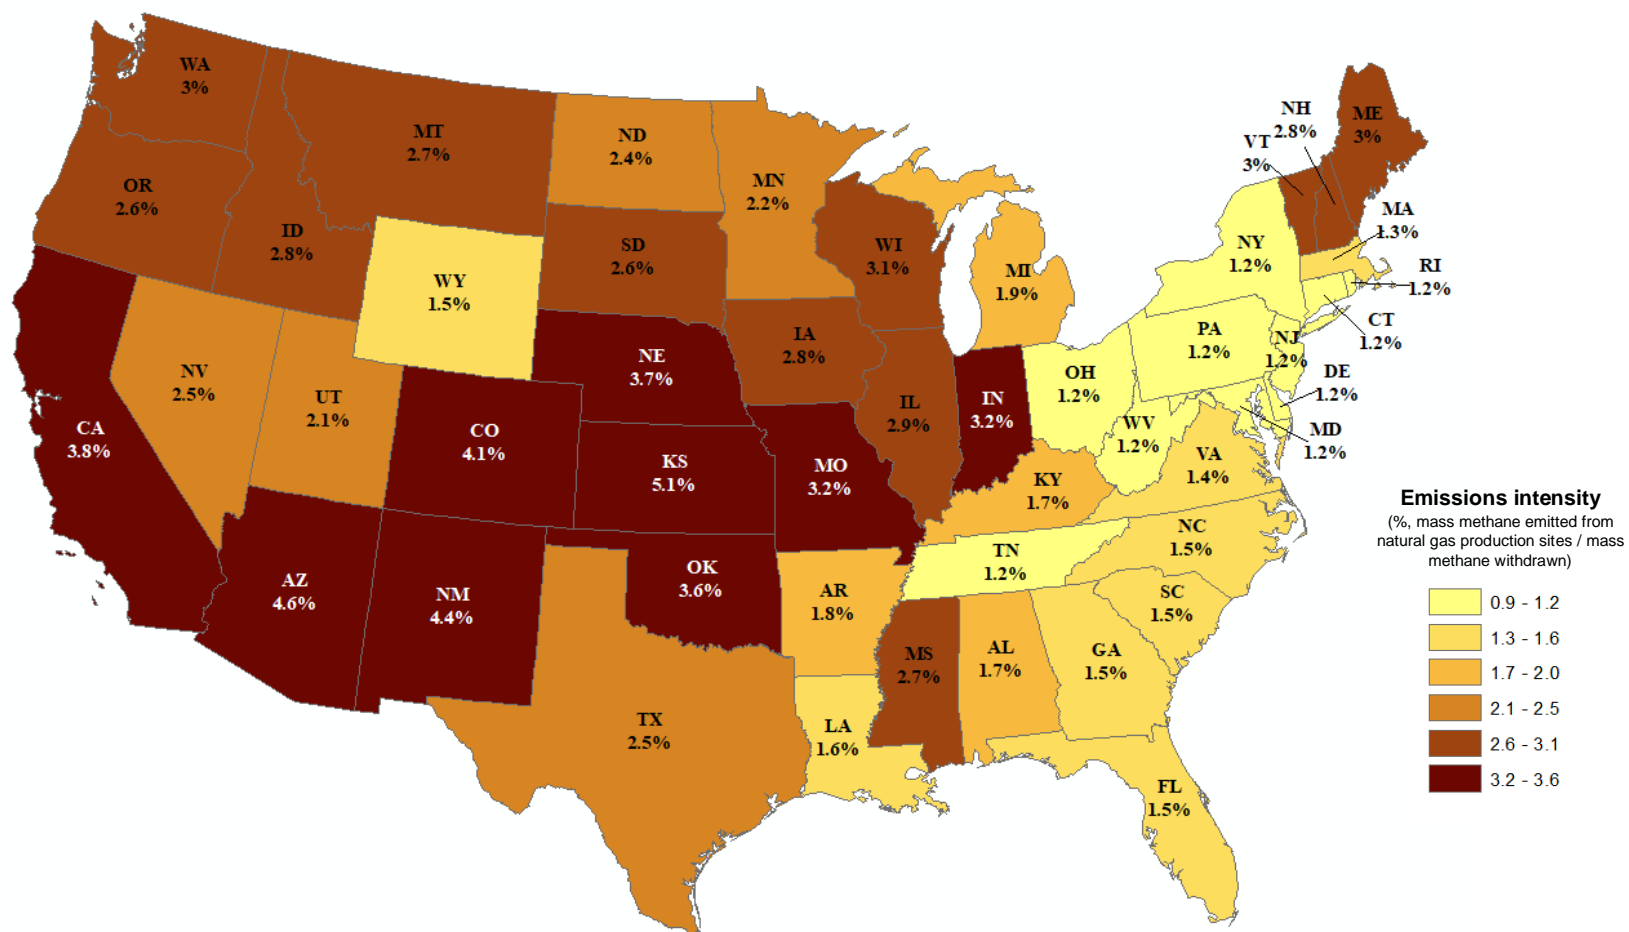 WA
3%
OR
2.6%
CA
3.8%
ID
2.8%
NV
2.5%
MT
2.7%
WY
1.5%
UT
2.1%
AZ
4.6%
CO
4.1%
NM
4.4%
ND
2.4%
SD
2.6%
NE
3.7%
KS
5.1%
OK
3.6%
TX
2.5%
MN
2.2%
IA
2.8%
MO
3.2%
AR
1.8%
LA
1.6%
WI
3.1%
IL
2.9%
MS
2.7%
MI
1.9%
IN
3.2%
KY
1.7%
TN
1.2%
AL
1.7%
OH
1.2%
WV
1.2%
VA
1.4%
NC
1.5%
SC
1.5%
GA
1.5%
FL
1.5%
PA
1.2%
NY
1.2%
NJ
1.2%
VT
3%
NH
2.8%
ME
3%
MA
1.3%
RI
1.2%
CT
1.2%
DE
1.2%
MD
1.2%
Emissions intensity
(%, mass methane emitted from
natural gas production sites / mass
methane withdrawn)
0.9 - 1.2
1.3 - 1.6
1.7 - 2.0
2.1 - 2.5
2.6 - 3.1
3.2 - 3.6